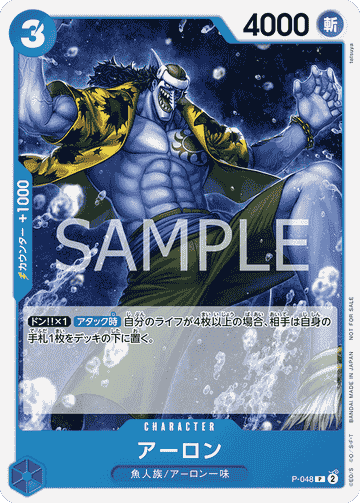 3
4000
斬
tatsuya
カウンター +1000
SAMPLE
ドン!!×1 アタック時 自分のライフが4枚以上の場合、相手は自身の
手札1枚をデッキの下に置く。
CHARACTER
アーロン
魚人族/アーロン一味
P-048 P 2
©E.O./S. ©O./S.・F・T BANDAI MADE IN JAPAN NOT FOR SALE